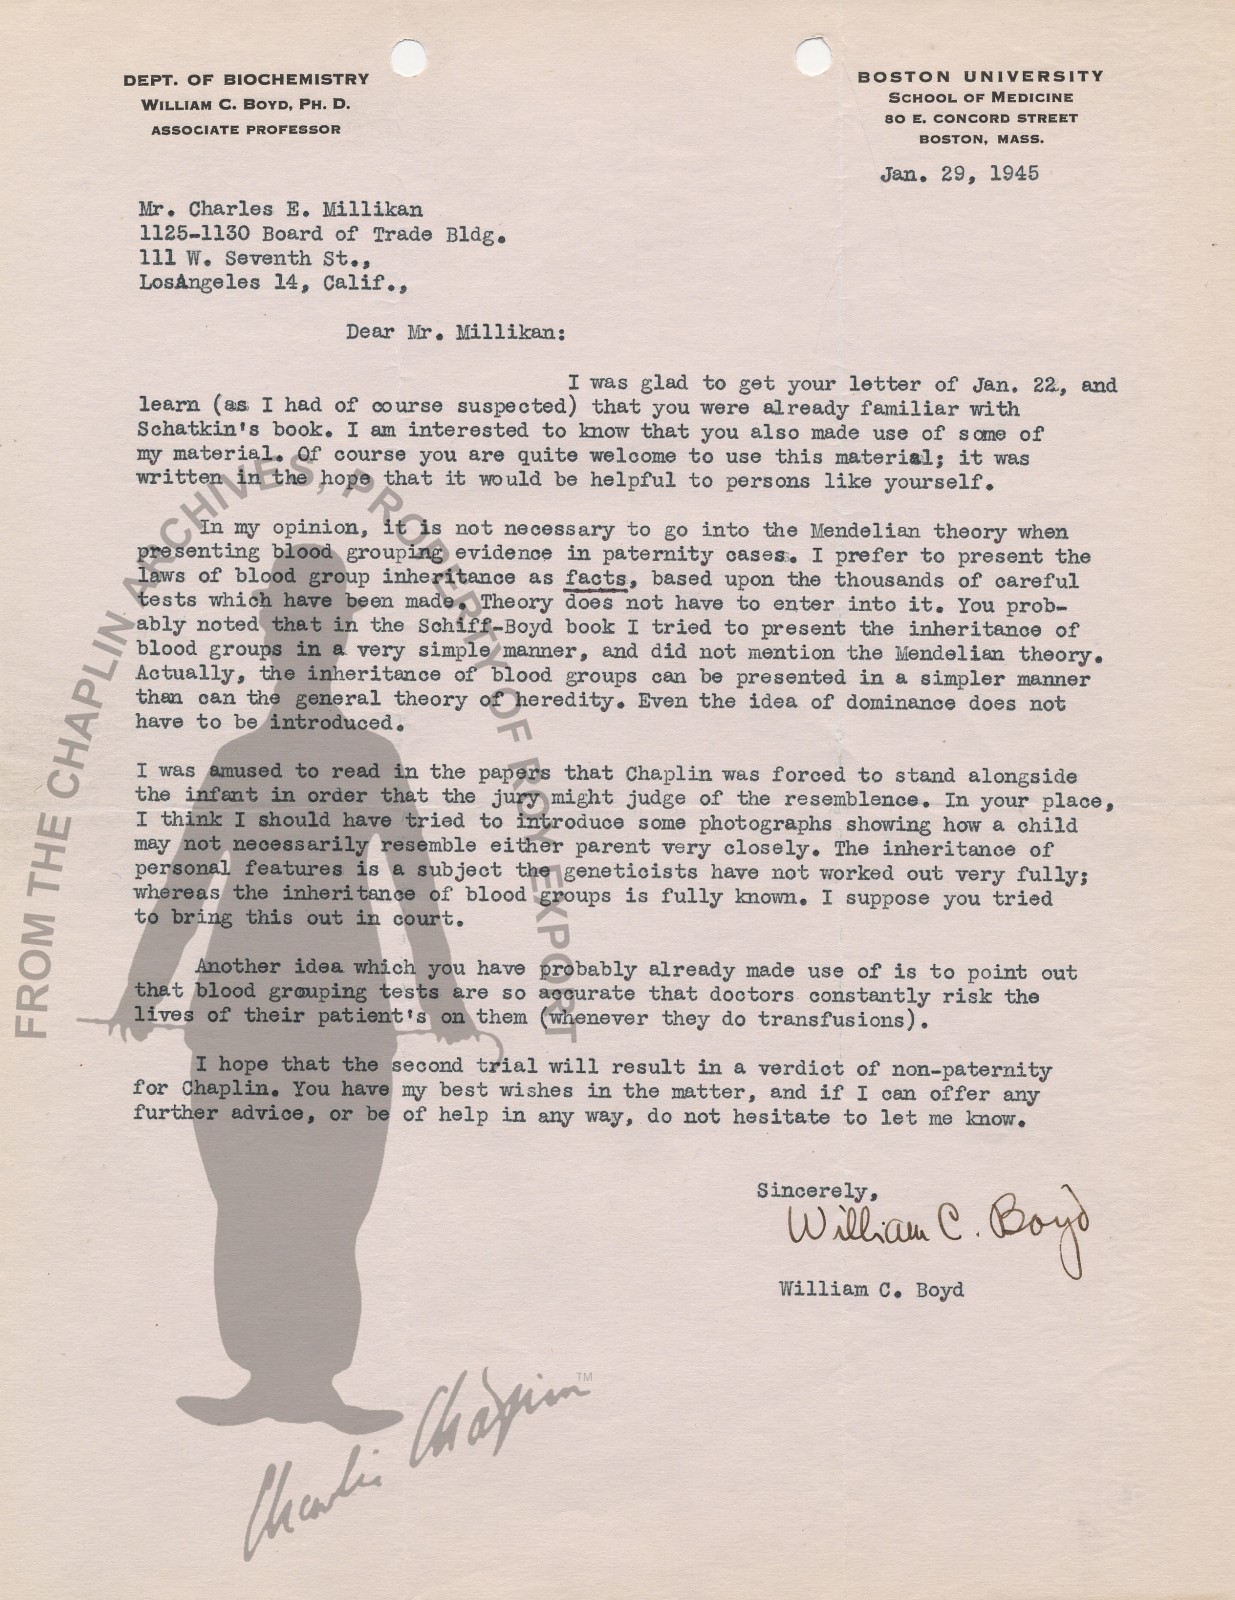 DEPT. OF BIOCHEMISTRY
WILLIAM C. BOYD, PH. D.
ASSOCIATE PROFESSOR
BOSTON UNIVERSITY
SCHOOL OF MEDICINE
80 E. CONCORD STREET
BOSTON, MASS.
Jan. 29, 1945
Mr. Charles E. Millikan
1125-1130 Board of Trade Bldg.
111 W. Seventh St.,
LosAngeles 14, Calif.,
Dear Mr. Millikan:
I was glad to get your letter of Jan. 22, and
learn (as I had of course suspected) that you were already familiar with
Schatkin's book. I am interested to know that you also made use of some of
my material. Of course you are quite welcome to use this material; it was
written in the hope that it would be helpful to persons like yourself.
In my opinion, it is not necessary to go into the Mendelian theory when
presenting blood grouping evidence in paternity cases. I prefer to present the
laws of blood group inheritance as facts, based upon the thousands of careful
tests which have been made. Theory does not have to enter into it. You prob-
ably noted that in the Schiff-Boyd book I tried to present the inheritance of
blood groups in a very simple manner, and did not mention the Mendelian theory.
Actually, the inheritance of blood groups can be presented in a simpler manner
than can the general theory of heredity. Even the idea of dominance does not
have to be introduced.
I was amused to read in the papers that Chaplin was forced to stand alongside
the infant in order that the jury might judge of the resemblence. In your place,
I think I should have tried to introduce some photographs showing how a child
may not necessarily resemble either parent very closely. The inheritance of
personal features is a subject the geneticists have not worked out very fully;
whereas the inheritance of blood groups is fully known. I suppose you tried
to bring this out in court.
Another idea which you have probably already made use of is to point out
that blood grouping tests are so accurate that doctors constantly risk the
lives of their patient's on them (whenever they do transfusions).
I hope that the second trial will result in a verdict of non-paternity
for Chaplin. You have my best wishes in the matter, and if I can offer any
further advice, or be of help in any way, do not hesitate to let me know.
Sincerely,
William C. Boyd
William C. Boyd
FROM THE CHAPLIN ARCHIVES, PROPERTY OF ROY EXPORT
Charlie Chaplin™